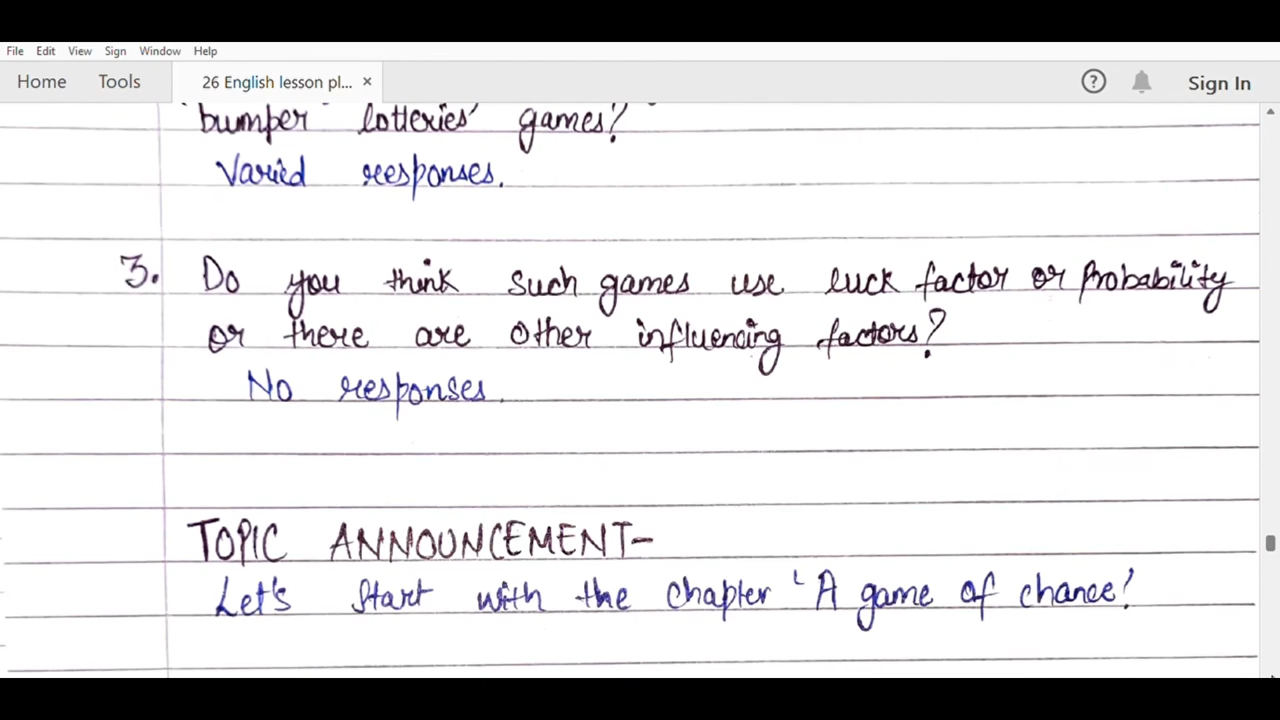 File Edit View Sign Window Help
Home Tools 26 English lesson pl... × ? Sign In
'bumper lotteries' games?
Varied responses.
3. Do you think such games use luck factor or Probability
or there are other influencing factors?
No responses.
TOPIC ANNOUNCEMENT-
Let's start with the chapter 'A game of chance'.